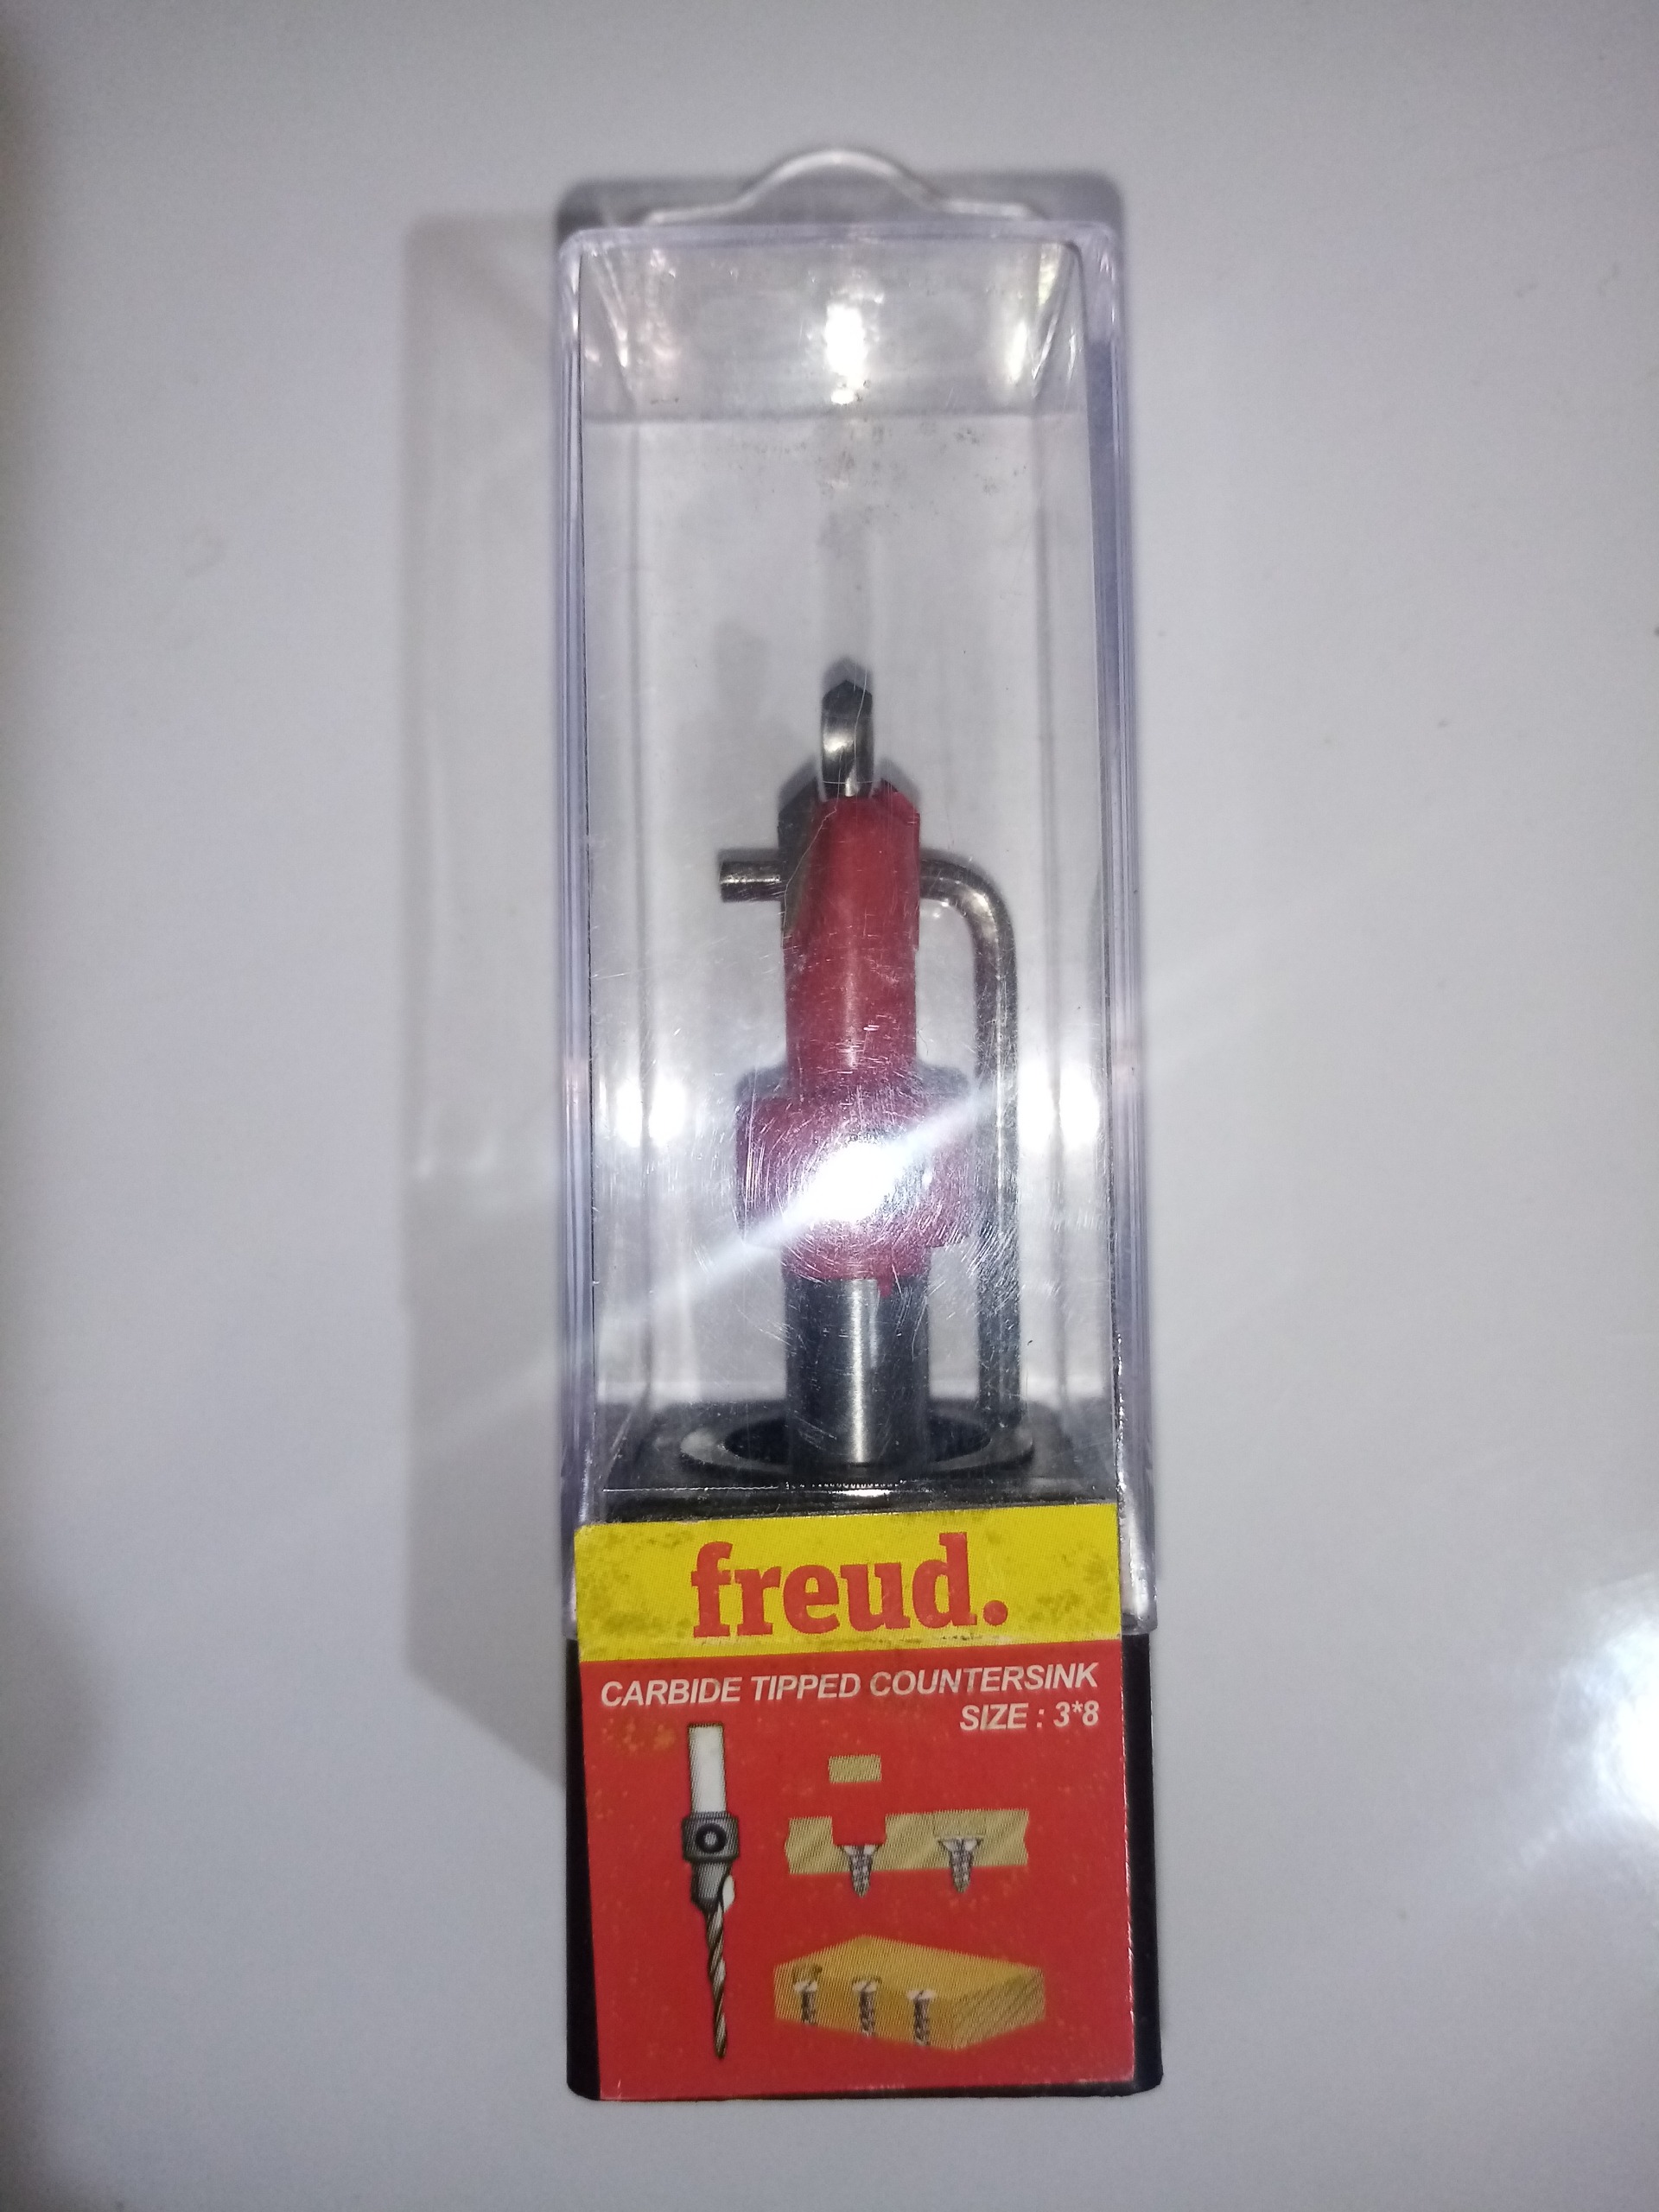 freud.
CARBIDE TIPPED COUNTERSINK
SIZE : 3*8